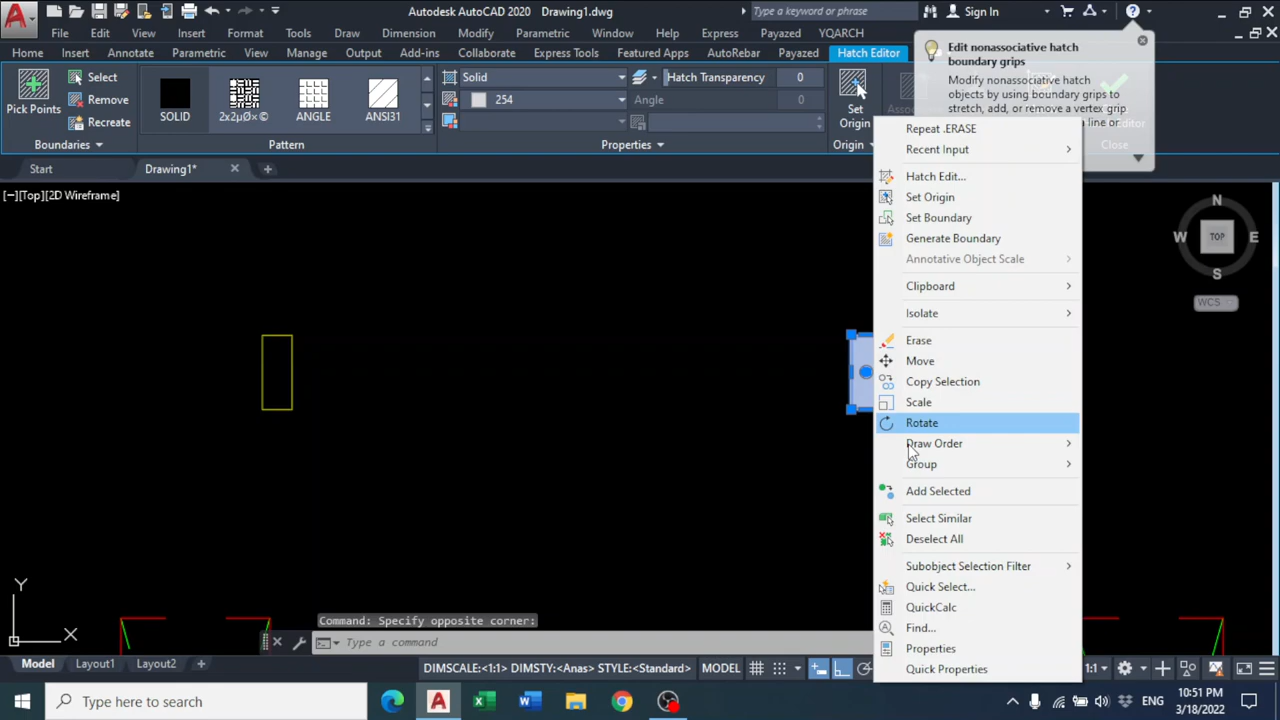 Autodesk AutoCAD 2020 Drawing1.dwg
Type a keyword or phrase
Sign In
File Edit View Insert Format Tools Draw Dimension Modify Parametric Window Help Express Payazed YQARCH
Home Insert Annotate Parametric View Manage Output Add-ins Collaborate Express Tools Featured Apps AutoRebar Payazed Hatch Editor
Edit nonassociative hatch
boundary grips
Modify nonassociative hatch
objects by using boundary grips to
stretch, add, or remove a vertex grip
Pick Points
Select
Remove
Recreate
Boundaries
SOLID
2x2µØ×©
ANGLE
ANSI31
Pattern
Solid
254
Hatch Transparency 0
Angle 0
Properties
Set
Origin
Origin
Close
Start
Drawing1*
[−][Top][2D Wireframe]
N
W TOP E
S
WCS
Repeat .ERASE
Recent Input
Hatch Edit...
Set Origin
Set Boundary
Generate Boundary
Annotative Object Scale
Clipboard
Isolate
Erase
Move
Copy Selection
Scale
Rotate
Draw Order
Group
Add Selected
Select Similar
Deselect All
Subobject Selection Filter
Quick Select...
QuickCalc
Find...
Properties
Quick Properties
Y
X
Command: Specify opposite corner:
Type a command
Model Layout1 Layout2
DIMSCALE:<1:1> DIMSTY:<Anas> STYLE:<Standard> MODEL
1:1
Type here to search
ENG
10:51 PM
3/18/2022